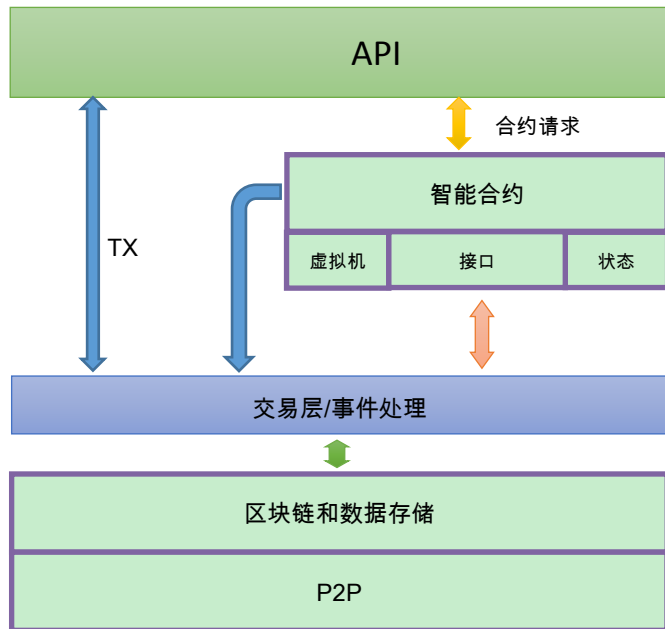 API
合约请求
智能合约
TX
虚拟机
接口
状态
交易层/事件处理
区块链和数据存储
P2P